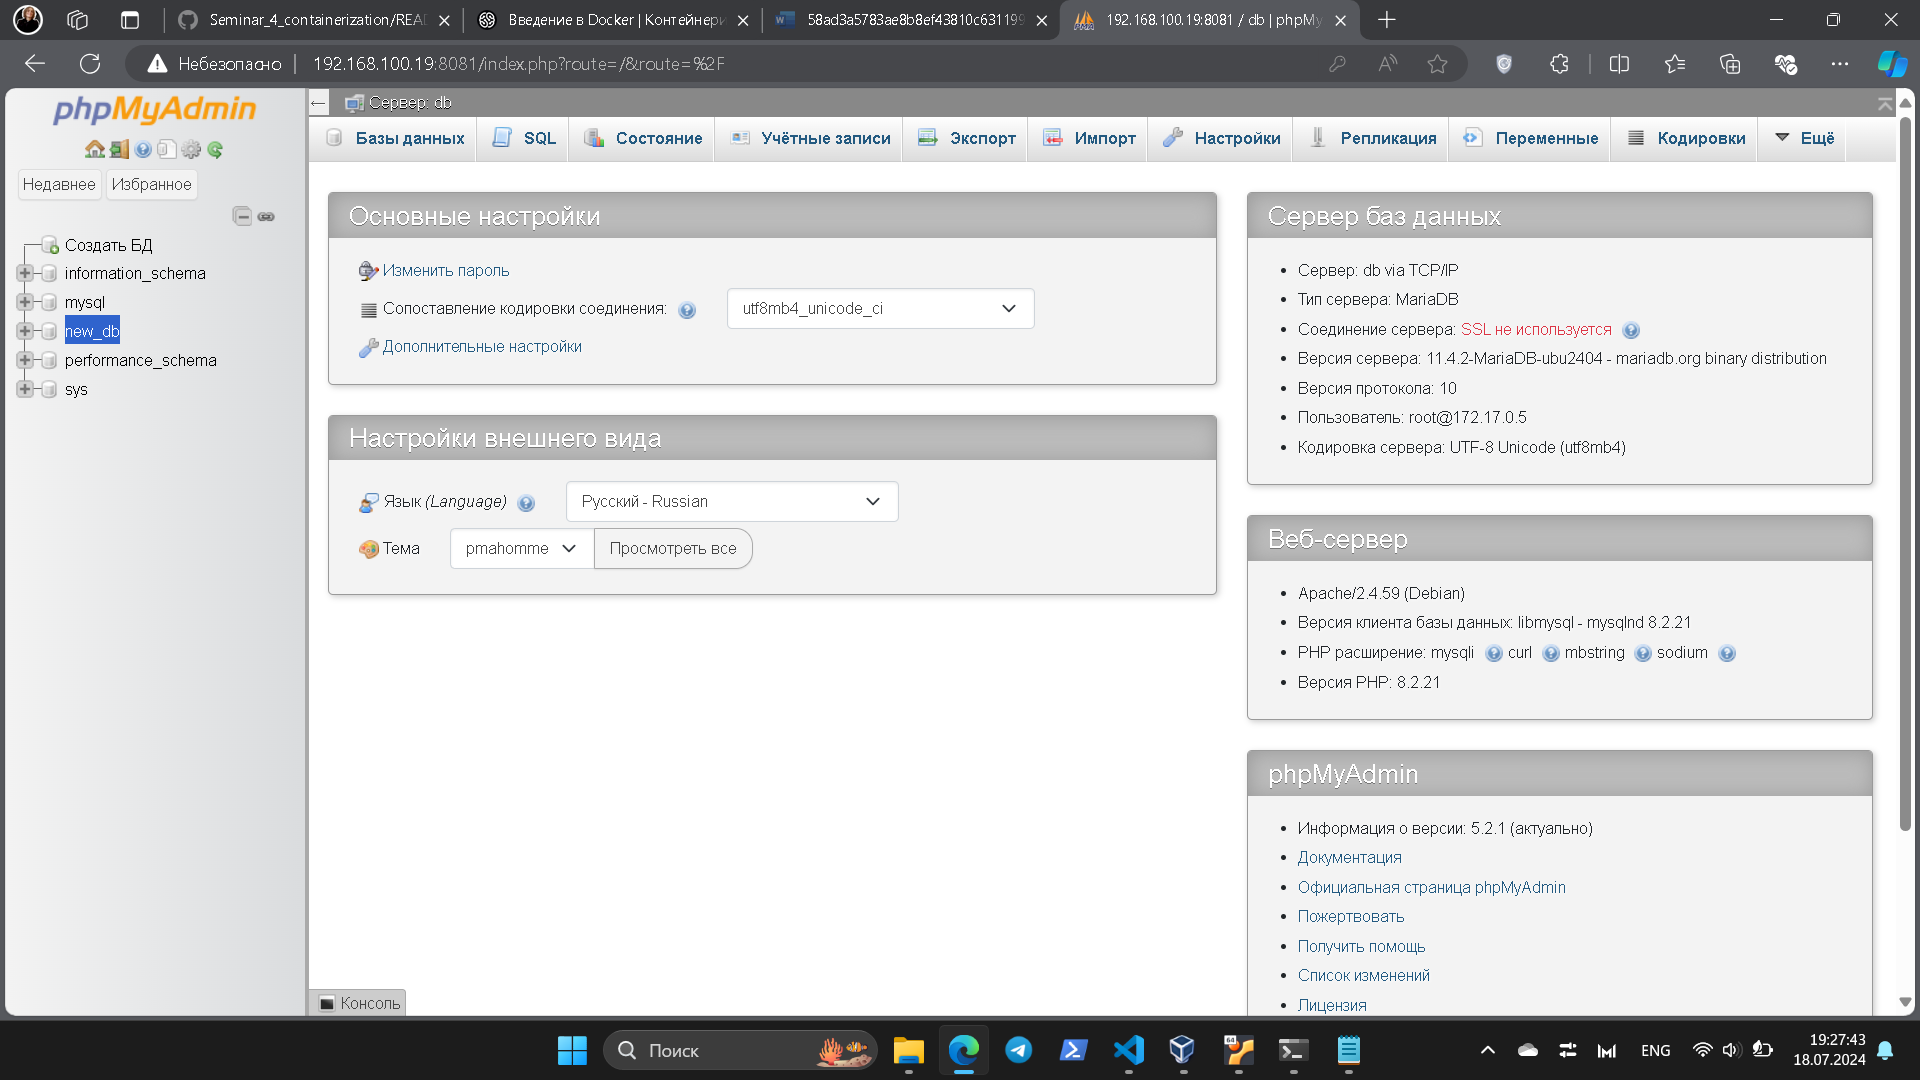 Seminar_4_containerization/REA
Введение в Docker | Контейнери
58ad3a5783ae8b8ef43810c631199
192.168.100.19:8081 / db | phpMy
Небезопасно
192.168.100.19:8081/index.php?route=/&route=%2F
phpMyAdmin
Недавнее
Избранное
Создать БД
information_schema
mysql
new_db
performance_schema
sys
Сервер: db
Базы данных
SQL
Состояние
Учётные записи
Экспорт
Импорт
Настройки
Репликация
Переменные
Кодировки
Ещё
Основные настройки
Изменить пароль
Сопоставление кодировки соединения:
utf8mb4_unicode_ci
Дополнительные настройки
Настройки внешнего вида
Язык (Language)
Русский - Russian
Тема
pmahomme
Просмотреть все
Сервер баз данных
Сервер: db via TCP/IP
Тип сервера: MariaDB
Соединение сервера: SSL не используется
Версия сервера: 11.4.2-MariaDB-ubu2404 - mariadb.org binary distribution
Версия протокола: 10
Пользователь: root@172.17.0.5
Кодировка сервера: UTF-8 Unicode (utf8mb4)
Веб-сервер
Apache/2.4.59 (Debian)
Версия клиента базы данных: libmysql - mysqlnd 8.2.21
PHP расширение: mysqli curl mbstring sodium
Версия PHP: 8.2.21
phpMyAdmin
Информация о версии: 5.2.1 (актуально)
Документация
Официальная страница phpMyAdmin
Пожертвовать
Получить помощь
Список изменений
Лицензия
Консоль
Поиск
64
ENG
19:27:43
18.07.2024